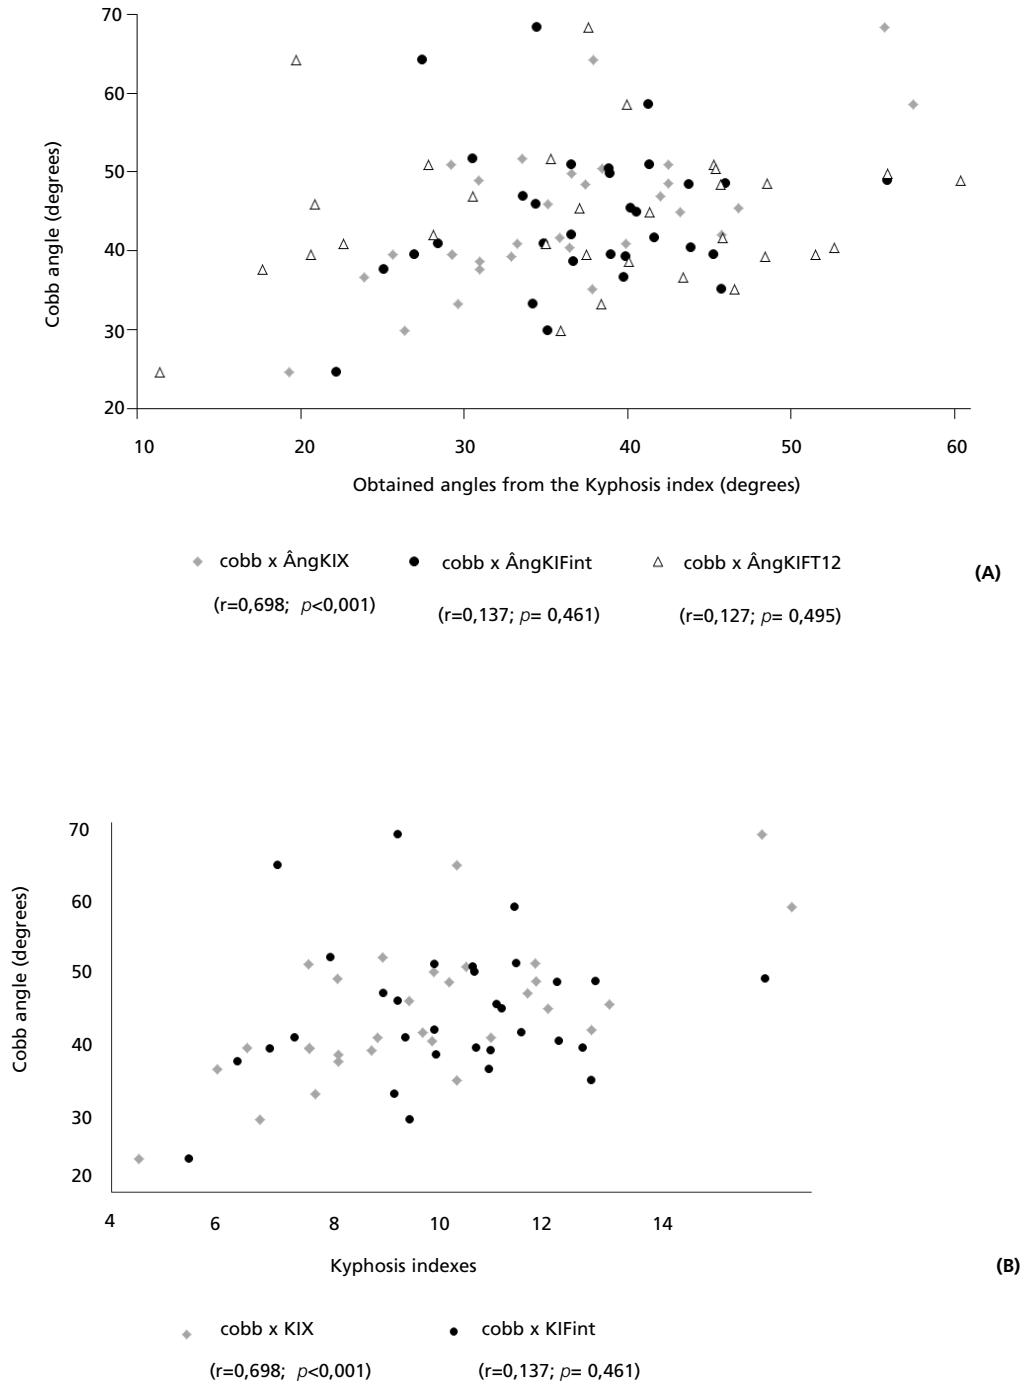 70
60
50
40
30
20
Cobb angle (degrees)
10 20 30 40 50 60
Obtained angles from the Kyphosis index (degrees)
cobb x ÂngKIX cobb x ÂngKIFint cobb x ÂngKIFT12
(A)
(r=0,698; p<0,001) (r=0,137; p= 0,461) (r=0,127; p= 0,495)
70
60
50
40
30
20
Cobb angle (degrees)
4 6 8 10 12 14
Kyphosis indexes
(B)
cobb x KIX cobb x KIFint
(r=0,698; p<0,001) (r=0,137; p= 0,461)